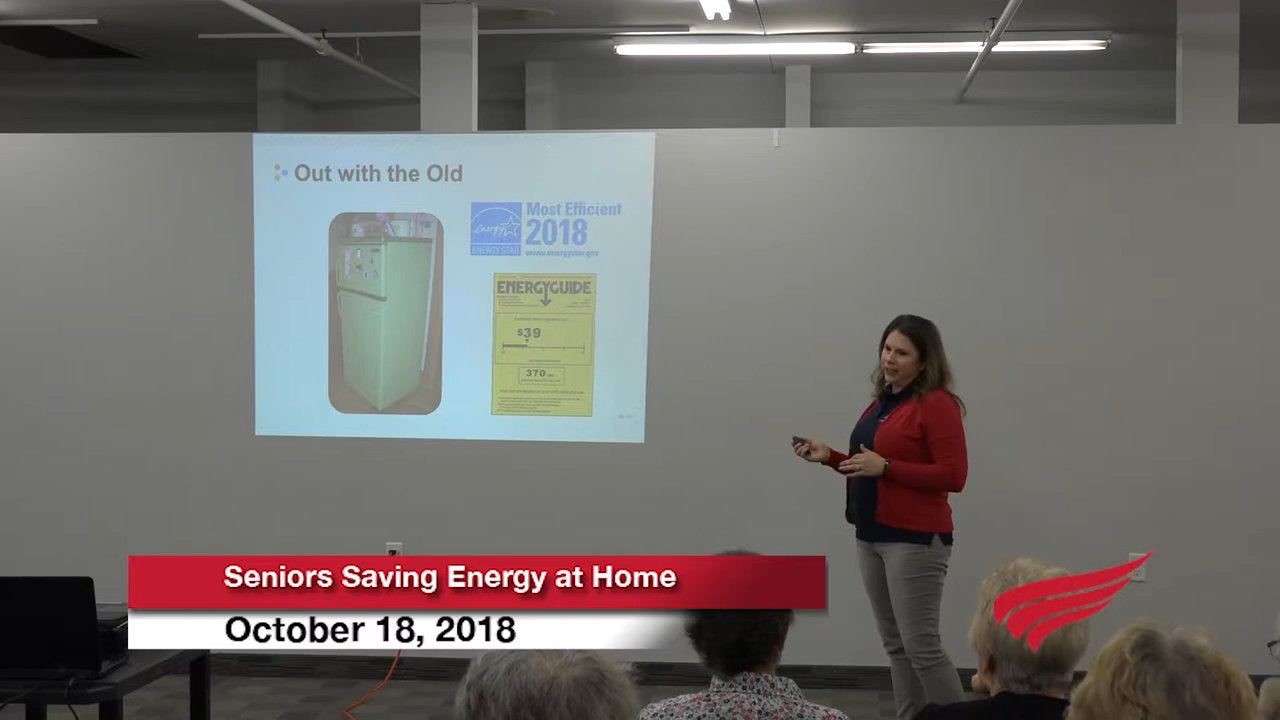 Out with the Old
Most Efficient
2018
energy
ENERGY STAR
www.energystar.gov
ENERGYGUIDE
$39
370
Seniors Saving Energy at Home
October 18, 2018